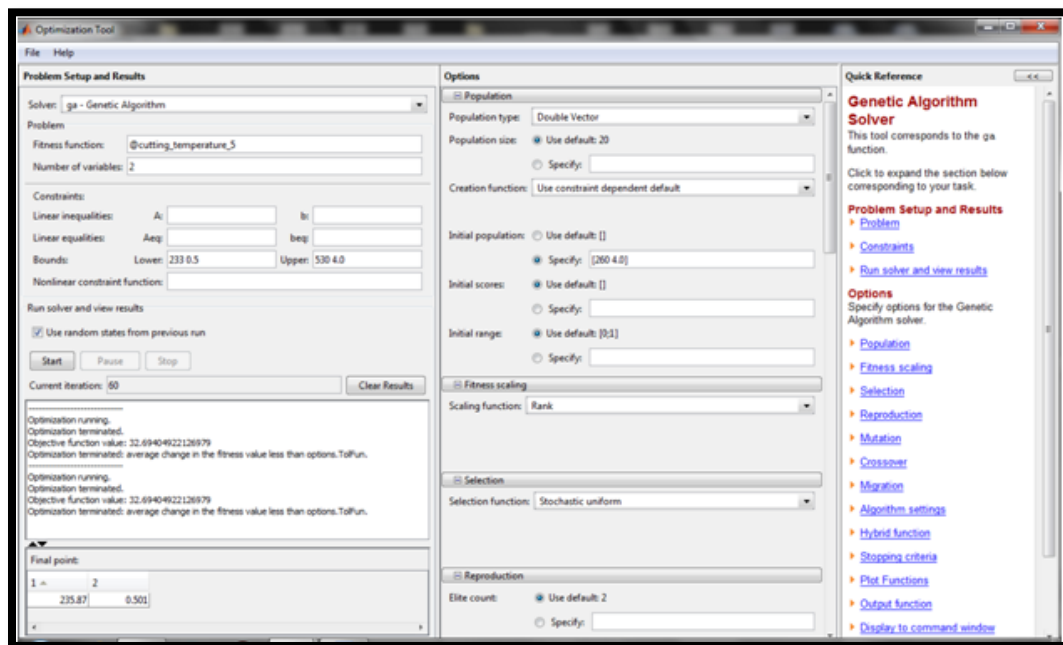 Optimization Tool
File Help
Problem Setup and Results
Solver: ga - Genetic Algorithm
Problem
Fitness function: @cutting_temperature_5
Number of variables: 2
Constraints:
Linear inequalities: A: b:
Linear equalities: Aeq: beq:
Bounds: Lower: 233 0.5 Upper: 530 4.0
Nonlinear constraint function:
Run solver and view results
Use random states from previous run
Start Pause Stop
Current iteration: 60 Clear Results
Optimization running.
Optimization terminated.
Objective function value: 32.69404922126979
Optimization terminated: average change in the fitness value less than options.TolFun.
Optimization running.
Optimization terminated.
Objective function value: 32.69404922126979
Optimization terminated: average change in the fitness value less than options.TolFun.
Final point:
1 2
235.87 0.501
Options
Population
Population type: Double Vector
Population size: Use default: 20
Specify:
Creation function: Use constraint dependent default
Initial population: Use default: []
Specify: [260 4.0]
Initial scores: Use default: []
Specify:
Initial range: Use default: [0;1]
Specify:
Fitness scaling
Scaling function: Rank
Selection
Selection function: Stochastic uniform
Reproduction
Elite count: Use default: 2
Specify:
Quick Reference <<
Genetic Algorithm
Solver
This tool corresponds to the ga
function.
Click to expand the section below
corresponding to your task.
Problem Setup and Results
Problem
Constraints
Run solver and view results
Options
Specify options for the Genetic
Algorithm solver.
Population
Fitness scaling
Selection
Reproduction
Mutation
Crossover
Migration
Algorithm settings
Hybrid function
Stopping criteria
Plot Functions
Output function
Display to command window